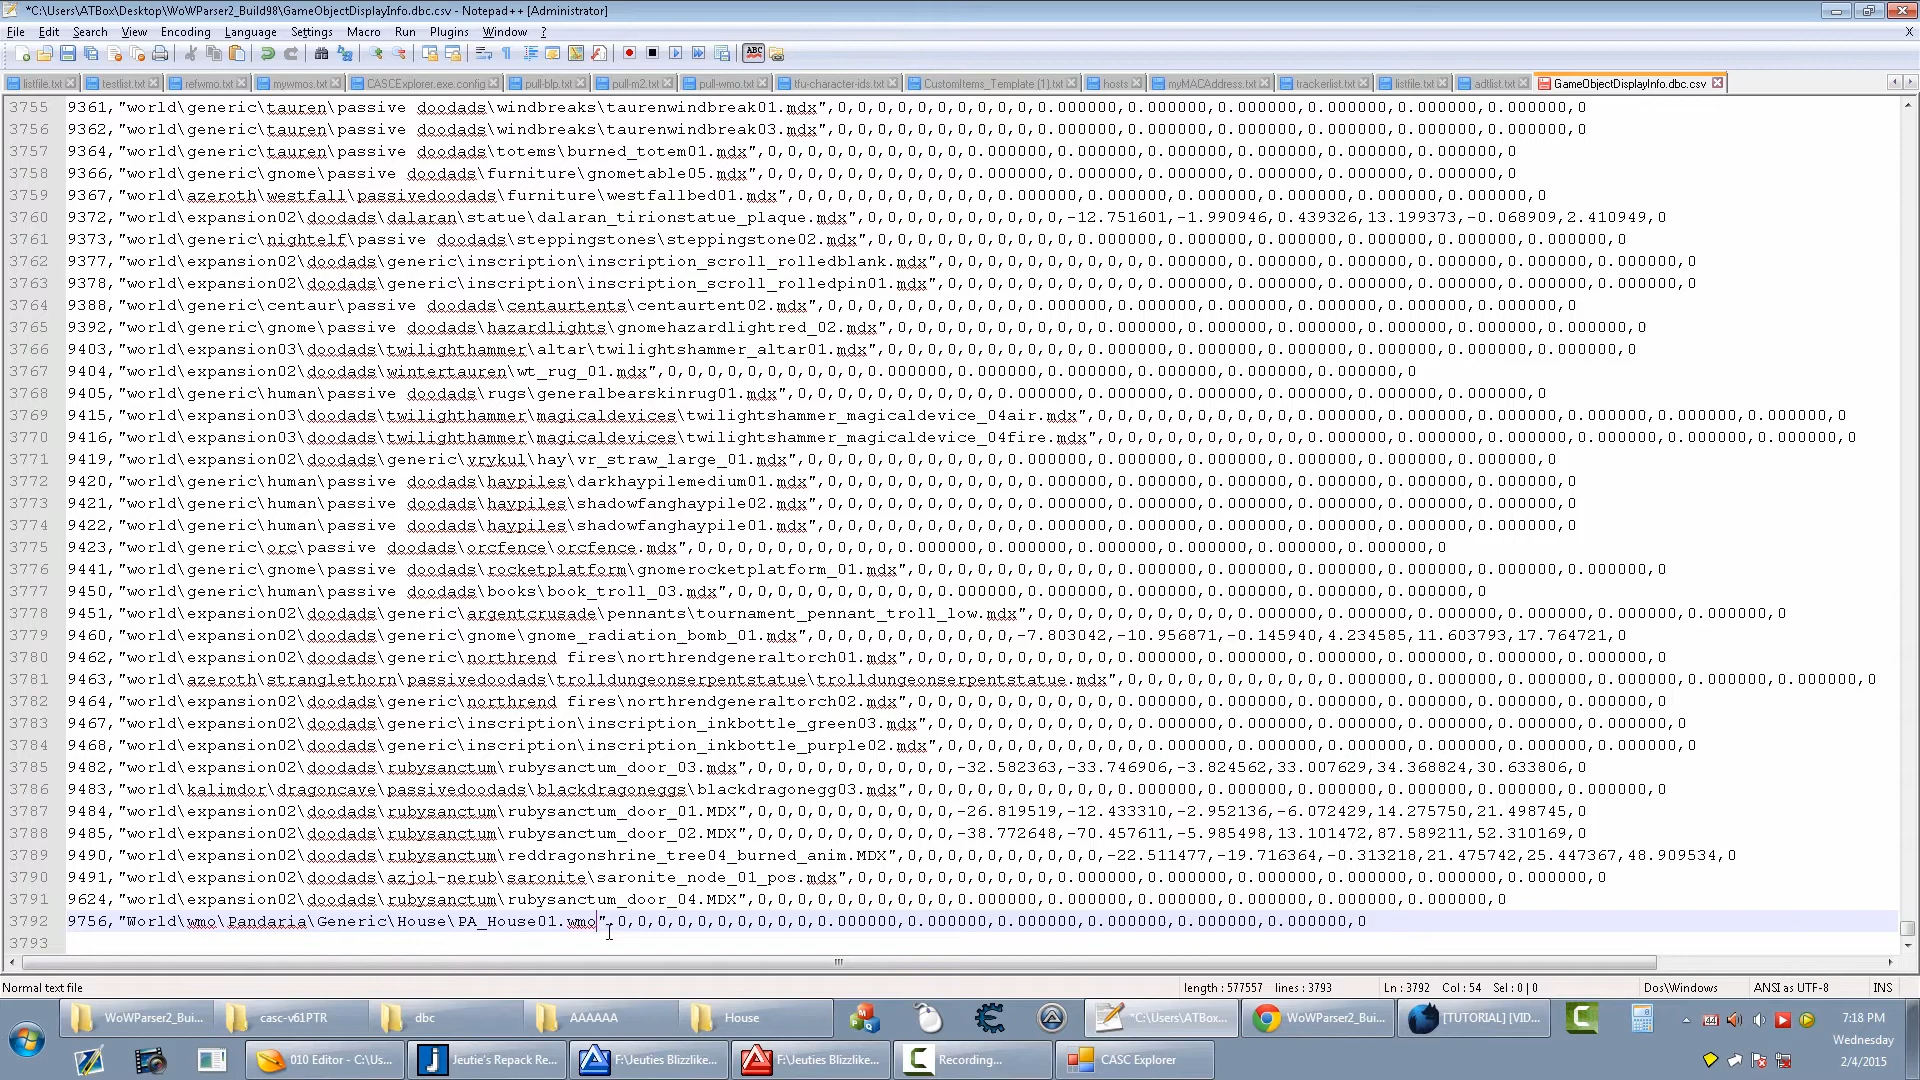 *C:\Users\ATBox\Desktop\WoWParser2_Build98\GameObjectDisplayInfo.dbc.csv - Notepad++ [Administrator]
File Edit Search View Encoding Language Settings Macro Run Plugins Window ? X
listfile.txt testlist.txt refwmo.txt mywmos.txt CASCExplorer.exe.config pull-blp.txt pull-m2.txt pull-wmo.txt tfu-character-ids.txt CustomItems_Template (1).txt hosts myMACAddress.txt trackerlist.txt listfile.txt adtlist.txt GameObjectDisplayInfo.dbc.csv
3755 9361,"world\generic\tauren\passive doodads\windbreaks\taurenwindbreak01.mdx",0,0,0,0,0,0,0,0,0,0,0.000000,0.000000,0.000000,0.000000,0.000000,0.000000,0
3756 9362,"world\generic\tauren\passive doodads\windbreaks\taurenwindbreak03.mdx",0,0,0,0,0,0,0,0,0,0,0.000000,0.000000,0.000000,0.000000,0.000000,0.000000,0
3757 9364,"world\generic\tauren\passive doodads\totems\burned_totem01.mdx",0,0,0,0,0,0,0,0,0,0,0.000000,0.000000,0.000000,0.000000,0.000000,0.000000,0
3758 9366,"world\generic\gnome\passive doodads\furniture\gnometable05.mdx",0,0,0,0,0,0,0,0,0,0,0.000000,0.000000,0.000000,0.000000,0.000000,0.000000,0
3759 9367,"world\azeroth\westfall\passivedoodads\furniture\westfallbed01.mdx",0,0,0,0,0,0,0,0,0,0,0.000000,0.000000,0.000000,0.000000,0.000000,0.000000,0
3760 9372,"world\expansion02\doodads\dalaran\statue\dalaran_tirionstatue_plaque.mdx",0,0,0,0,0,0,0,0,0,0,-12.751601,-1.990946,0.439326,13.199373,-0.068909,2.410949,0
3761 9373,"world\generic\nightelf\passive doodads\steppingstones\steppingstone02.mdx",0,0,0,0,0,0,0,0,0,0,0.000000,0.000000,0.000000,0.000000,0.000000,0.000000,0
3762 9377,"world\expansion02\doodads\generic\inscription\inscription_scroll_rolledblank.mdx",0,0,0,0,0,0,0,0,0,0,0.000000,0.000000,0.000000,0.000000,0.000000,0.000000,0
3763 9378,"world\expansion02\doodads\generic\inscription\inscription_scroll_rolledpin01.mdx",0,0,0,0,0,0,0,0,0,0,0.000000,0.000000,0.000000,0.000000,0.000000,0.000000,0
3764 9388,"world\generic\centaur\passive doodads\centaurtents\centaurtent02.mdx",0,0,0,0,0,0,0,0,0,0,0.000000,0.000000,0.000000,0.000000,0.000000,0.000000,0
3765 9392,"world\generic\gnome\passive doodads\hazardlights\gnomehazardlightred_02.mdx",0,0,0,0,0,0,0,0,0,0,0.000000,0.000000,0.000000,0.000000,0.000000,0.000000,0
3766 9403,"world\expansion03\doodads\twilighthammer\altar\twilightshammer_altar01.mdx",0,0,0,0,0,0,0,0,0,0,0.000000,0.000000,0.000000,0.000000,0.000000,0.000000,0
3767 9404,"world\expansion02\doodads\wintertauren\wt_rug_01.mdx",0,0,0,0,0,0,0,0,0,0,0.000000,0.000000,0.000000,0.000000,0.000000,0.000000,0
3768 9405,"world\generic\human\passive doodads\rugs\generalbearskinrug01.mdx",0,0,0,0,0,0,0,0,0,0,0.000000,0.000000,0.000000,0.000000,0.000000,0.000000,0
3769 9415,"world\expansion03\doodads\twilighthammer\magicaldevices\twilightshammer_magicaldevice_04air.mdx",0,0,0,0,0,0,0,0,0,0,0.000000,0.000000,0.000000,0.000000,0.000000,0.000000,0
3770 9416,"world\expansion03\doodads\twilighthammer\magicaldevices\twilightshammer_magicaldevice_04fire.mdx",0,0,0,0,0,0,0,0,0,0,0.000000,0.000000,0.000000,0.000000,0.000000,0.000000,0
3771 9419,"world\expansion02\doodads\generic\vrykul\hay\vr_straw_large_01.mdx",0,0,0,0,0,0,0,0,0,0,0.000000,0.000000,0.000000,0.000000,0.000000,0.000000,0
3772 9420,"world\generic\human\passive doodads\haypiles\darkhaypilemedium01.mdx",0,0,0,0,0,0,0,0,0,0,0.000000,0.000000,0.000000,0.000000,0.000000,0.000000,0
3773 9421,"world\generic\human\passive doodads\haypiles\shadowfanghaypile02.mdx",0,0,0,0,0,0,0,0,0,0,0.000000,0.000000,0.000000,0.000000,0.000000,0.000000,0
3774 9422,"world\generic\human\passive doodads\haypiles\shadowfanghaypile01.mdx",0,0,0,0,0,0,0,0,0,0,0.000000,0.000000,0.000000,0.000000,0.000000,0.000000,0
3775 9423,"world\generic\orc\passive doodads\orcfence\orcfence.mdx",0,0,0,0,0,0,0,0,0,0,0.000000,0.000000,0.000000,0.000000,0.000000,0.000000,0
3776 9441,"world\generic\gnome\passive doodads\rocketplatform\gnomerocketplatform_01.mdx",0,0,0,0,0,0,0,0,0,0,0.000000,0.000000,0.000000,0.000000,0.000000,0.000000,0
3777 9450,"world\generic\human\passive doodads\books\book_troll_03.mdx",0,0,0,0,0,0,0,0,0,0,0.000000,0.000000,0.000000,0.000000,0.000000,0.000000,0
3778 9451,"world\expansion02\doodads\generic\argentcrusade\pennants\tournament_pennant_troll_low.mdx",0,0,0,0,0,0,0,0,0,0,0.000000,0.000000,0.000000,0.000000,0.000000,0.000000,0
3779 9460,"world\expansion02\doodads\generic\gnome\gnome_radiation_bomb_01.mdx",0,0,0,0,0,0,0,0,0,0,-7.803042,-10.956871,-0.145940,4.234585,11.603793,17.764721,0
3780 9462,"world\expansion02\doodads\generic\northrend fires\northrendgeneraltorch01.mdx",0,0,0,0,0,0,0,0,0,0,0.000000,0.000000,0.000000,0.000000,0.000000,0.000000,0
3781 9463,"world\azeroth\stranglethorn\passivedoodads\trolldungeonserpentstatue\trolldungeonserpentstatue.mdx",0,0,0,0,0,0,0,0,0,0,0.000000,0.000000,0.000000,0.000000,0.000000,0.000000,0
3782 9464,"world\expansion02\doodads\generic\northrend fires\northrendgeneraltorch02.mdx",0,0,0,0,0,0,0,0,0,0,0.000000,0.000000,0.000000,0.000000,0.000000,0.000000,0
3783 9467,"world\expansion02\doodads\generic\inscription\inscription_inkbottle_green03.mdx",0,0,0,0,0,0,0,0,0,0,0.000000,0.000000,0.000000,0.000000,0.000000,0.000000,0
3784 9468,"world\expansion02\doodads\generic\inscription\inscription_inkbottle_purple02.mdx",0,0,0,0,0,0,0,0,0,0,0.000000,0.000000,0.000000,0.000000,0.000000,0.000000,0
3785 9482,"world\expansion02\doodads\rubysanctum\rubysanctum_door_03.mdx",0,0,0,0,0,0,0,0,0,0,-32.582363,-33.746906,-3.824562,33.007629,34.368824,30.633806,0
3786 9483,"world\kalimdor\dragoncave\passivedoodads\blackdragoneggs\blackdragonegg03.mdx",0,0,0,0,0,0,0,0,0,0,0.000000,0.000000,0.000000,0.000000,0.000000,0.000000,0
3787 9484,"world\expansion02\doodads\rubysanctum\rubysanctum_door_01.MDX",0,0,0,0,0,0,0,0,0,0,-26.819519,-12.433310,-2.952136,-6.072429,14.275750,21.498745,0
3788 9485,"world\expansion02\doodads\rubysanctum\rubysanctum_door_02.MDX",0,0,0,0,0,0,0,0,0,0,-38.772648,-70.457611,-5.985498,13.101472,87.589211,52.310169,0
3789 9490,"world\expansion02\doodads\rubysanctum\reddragonshrine_tree04_burned_anim.MDX",0,0,0,0,0,0,0,0,0,0,-22.511477,-19.716364,-0.313218,21.475742,25.447367,48.909534,0
3790 9491,"world\expansion02\doodads\azjol-nerub\saronite\saronite_node_01_pos.mdx",0,0,0,0,0,0,0,0,0,0,0.000000,0.000000,0.000000,0.000000,0.000000,0.000000,0
3791 9624,"world\expansion02\doodads\rubysanctum\rubysanctum_door_04.MDX",0,0,0,0,0,0,0,0,0,0,0.000000,0.000000,0.000000,0.000000,0.000000,0.000000,0
3792 9756,"World\wmo\Pandaria\Generic\House\PA_House01.wmo",0,0,0,0,0,0,0,0,0,0,0.000000,0.000000,0.000000,0.000000,0.000000,0.000000,0
3793
Normal text file length : 577557 lines : 3793 Ln : 3792 Col : 54 Sel : 0 | 0 Dos\Windows ANSI as UTF-8 INS
WoWParser2_Bui... casc-v61PTR dbc AAAAAA House *C:\Users\ATBox... WoWParser2_Bui... [TUTORIAL] [VID... 7:18 PM
Wednesday
010 Editor - C:\Us... Jeutie's Repack Re... F:\Jeuties Blizzlike... F:\Jeuties Blizzlike... Recording... CASC Explorer 2/4/2015